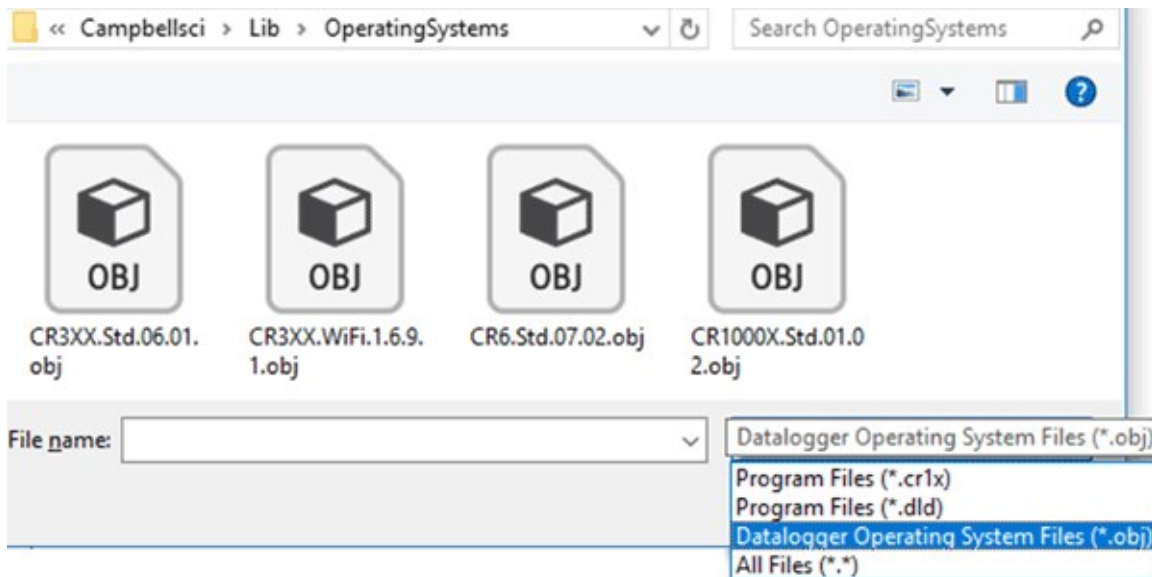 « Campbellsci > Lib > OperatingSystems
Search OperatingSystems
?
OBJ
OBJ
OBJ
OBJ
CR3XX.Std.06.01.
obj
CR3XX.WiFi.1.6.9.
1.obj
CR6.Std.07.02.obj
CR1000X.Std.01.0
2.obj
File name:
Datalogger Operating System Files (*.obj)
Program Files (*.cr1x)
Program Files (*.dld)
Datalogger Operating System Files (*.obj)
All Files (*.*)